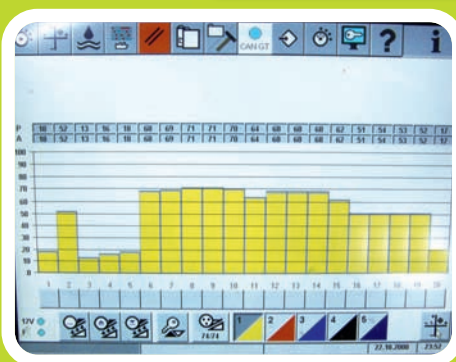 CAN GT ? i
P 18 52 13 16 18 68 69 71 71 70 64 68 68 68 62 51 54 53 52 17
A 18 52 13 16 18 68 69 71 71 70 64 68 68 68 62 51 54 53 52 17
100
90
80
70
60
50
40
30
20
10
0
1 2 3 4 5 6 7 8 9 10 11 12 13 14 15 16 17 18 19 20
17V
F
74/74 1 2 3 4 5
22.10.2008 23:52